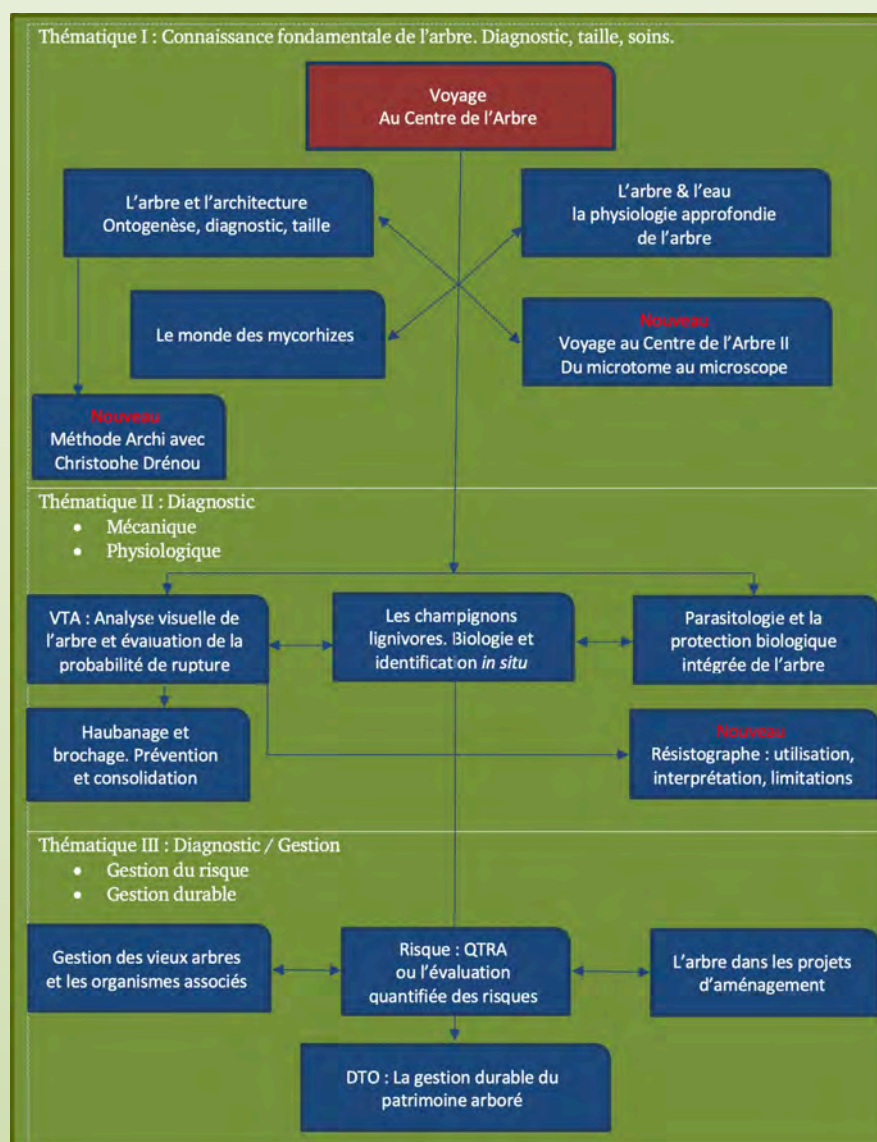 Thématique I : Connaissance fondamentale de l'arbre. Diagnostic, taille, soins.
Voyage
Au Centre de l'Arbre
L'arbre et l'architecture
Ontogenèse, diagnostic, taille
L'arbre & l'eau
la physiologie approfondie
de l'arbre
Le monde des mycorhizes
Nouveau
Voyage au Centre de l'Arbre II
Du microtome au microscope
Nouveau
Méthode Archi avec
Christophe Drénou
Thématique II : Diagnostic
• Mécanique
• Physiologique
VTA : Analyse visuelle de
l'arbre et évaluation de la
probabilité de rupture
Les champignons
lignivores. Biologie et
identification in situ
Parasitologie et la
protection biologique
intégrée de l'arbre
Haubanage et
brochage. Prévention
et consolidation
Nouveau
Résistographe : utilisation,
interprétation, limitations
Thématique III : Diagnostic / Gestion
• Gestion du risque
• Gestion durable
Gestion des vieux arbres
et les organismes associés
Risque : QTRA
ou l'évaluation
quantifiée des risques
L'arbre dans les projets
d'aménagement
DTO : La gestion durable du
patrimoine arboré